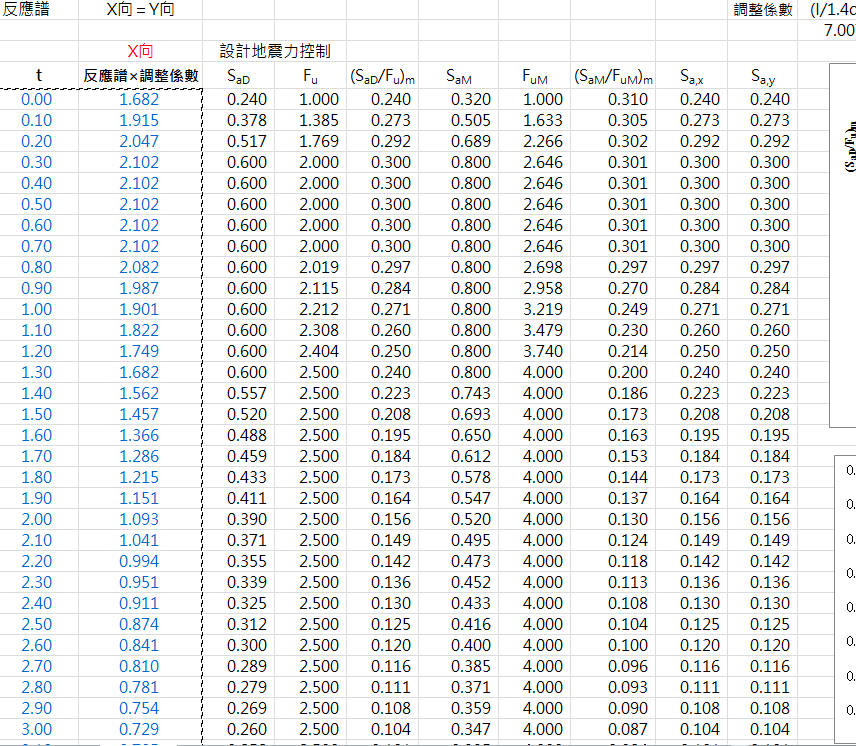 反應譜 X向 = Y向 調整係數 (I/1.4α
7.00
X向 設計地震力控制
t 反應譜×調整係數 SaD Fu (SaD/Fu)m SaM FuM (SaM/FuM)m Sa,x Sa,y
0.00 1.682 0.240 1.000 0.240 0.320 1.000 0.310 0.240 0.240
0.10 1.915 0.378 1.385 0.273 0.505 1.633 0.305 0.273 0.273
0.20 2.047 0.517 1.769 0.292 0.689 2.266 0.302 0.292 0.292
0.30 2.102 0.600 2.000 0.300 0.800 2.646 0.301 0.300 0.300
0.40 2.102 0.600 2.000 0.300 0.800 2.646 0.301 0.300 0.300
0.50 2.102 0.600 2.000 0.300 0.800 2.646 0.301 0.300 0.300
0.60 2.102 0.600 2.000 0.300 0.800 2.646 0.301 0.300 0.300
0.70 2.102 0.600 2.000 0.300 0.800 2.646 0.301 0.300 0.300
0.80 2.082 0.600 2.019 0.297 0.800 2.698 0.297 0.297 0.297
0.90 1.987 0.600 2.115 0.284 0.800 2.958 0.270 0.284 0.284
1.00 1.901 0.600 2.212 0.271 0.800 3.219 0.249 0.271 0.271
1.10 1.822 0.600 2.308 0.260 0.800 3.479 0.230 0.260 0.260
1.20 1.749 0.600 2.404 0.250 0.800 3.740 0.214 0.250 0.250
1.30 1.682 0.600 2.500 0.240 0.800 4.000 0.200 0.240 0.240
1.40 1.562 0.557 2.500 0.223 0.743 4.000 0.186 0.223 0.223
1.50 1.457 0.520 2.500 0.208 0.693 4.000 0.173 0.208 0.208
1.60 1.366 0.488 2.500 0.195 0.650 4.000 0.163 0.195 0.195
1.70 1.286 0.459 2.500 0.184 0.612 4.000 0.153 0.184 0.184
1.80 1.215 0.433 2.500 0.173 0.578 4.000 0.144 0.173 0.173
1.90 1.151 0.411 2.500 0.164 0.547 4.000 0.137 0.164 0.164
2.00 1.093 0.390 2.500 0.156 0.520 4.000 0.130 0.156 0.156
2.10 1.041 0.371 2.500 0.149 0.495 4.000 0.124 0.149 0.149
2.20 0.994 0.355 2.500 0.142 0.473 4.000 0.118 0.142 0.142
2.30 0.951 0.339 2.500 0.136 0.452 4.000 0.113 0.136 0.136
2.40 0.911 0.325 2.500 0.130 0.433 4.000 0.108 0.130 0.130
2.50 0.874 0.312 2.500 0.125 0.416 4.000 0.104 0.125 0.125
2.60 0.841 0.300 2.500 0.120 0.400 4.000 0.100 0.120 0.120
2.70 0.810 0.289 2.500 0.116 0.385 4.000 0.096 0.116 0.116
2.80 0.781 0.279 2.500 0.111 0.371 4.000 0.093 0.111 0.111
2.90 0.754 0.269 2.500 0.108 0.359 4.000 0.090 0.108 0.108
3.00 0.729 0.260 2.500 0.104 0.347 4.000 0.087 0.104 0.104
(SaD/Fu)m
0.
0.
0.
0.
0.
0.
0.
0.